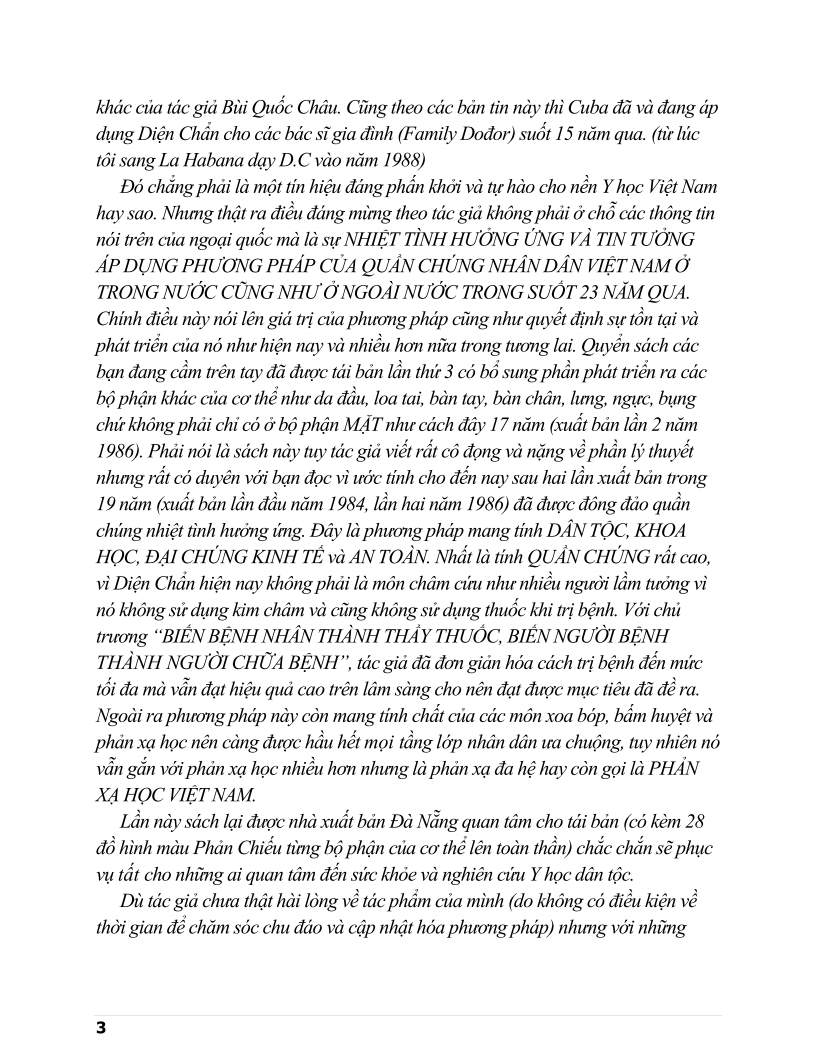 khác của tác giả Bùi Quốc Châu. Cũng theo các bản tin này thì Cuba đã và đang áp
dụng Diện Chẩn cho các bác sĩ gia đình (Family Dođor) suốt 15 năm qua. (từ lúc
tôi sang La Habana dạy D.C vào năm 1988)
Đó chẳng phải là một tín hiệu đáng phấn khởi và tự hào cho nền Y học Việt Nam
hay sao. Nhưng thật ra điều đáng mừng theo tác giả không phải ở chỗ các thông tin
nói trên của ngoại quốc mà là sự NHIỆT TÌNH HƯỞNG ỨNG VÀ TIN TƯỞNG
ÁP DỤNG PHƯƠNG PHÁP CỦA QUẦN CHÚNG NHÂN DÂN VIỆT NAM Ở
TRONG NƯỚC CŨNG NHƯ Ở NGOÀI NƯỚC TRONG SUỐT 23 NĂM QUA.
Chính điều này nói lên giá trị của phương pháp cũng như quyết định sự tồn tại và
phát triển của nó như hiện nay và nhiều hơn nữa trong tương lai. Quyển sách các
bạn đang cầm trên tay đã được tái bản lần thứ 3 có bổ sung phần phát triển ra các
bộ phận khác của cơ thể như da đầu, loa tai, bàn tay, bàn chân, lưng, ngực, bụng
chứ không phải chỉ có ở bộ phận MẶT như cách đây 17 năm (xuất bản lần 2 năm
1986). Phải nói là sách này tuy tác giả viết rất cô đọng và nặng về phần lý thuyết
nhưng rất có duyên với bạn đọc vì ước tính cho đến nay sau hai lần xuất bản trong
19 năm (xuất bản lần đầu năm 1984, lần hai năm 1986) đã được đông đảo quần
chúng nhiệt tình hưởng ứng. Đây là phương pháp mang tính DÂN TỘC, KHOA
HỌC, ĐẠI CHÚNG KINH TẾ và AN TOÀN. Nhất là tính QUẦN CHÚNG rất cao,
vì Diện Chẩn hiện nay không phải là môn châm cứu như nhiều người lầm tưởng vì
nó không sử dụng kim châm và cũng không sử dụng thuốc khi trị bệnh. Với chủ
trương “BIẾN BỆNH NHÂN THÀNH THẦY THUỐC, BIẾN NGƯỜI BỆNH
THÀNH NGƯỜI CHỮA BỆNH”, tác giả đã đơn giản hóa cách trị bệnh đến mức
tối đa mà vẫn đạt hiệu quả cao trên lâm sàng cho nên đạt được mục tiêu đã đề ra.
Ngoài ra phương pháp này còn mang tính chất của các môn xoa bóp, bấm huyệt và
phản xạ học nên càng được hầu hết mọi tầng lớp nhân dân ưa chuộng, tuy nhiên nó
vẫn gắn với phản xạ học nhiều hơn nhưng là phản xạ đa hệ hay còn gọi là PHẢN
XẠ HỌC VIỆT NAM.
Lần này sách lại được nhà xuất bản Đà Nẵng quan tâm cho tái bản (có kèm 28
đồ hình màu Phản Chiếu từng bộ phận của cơ thể lên toàn thần) chắc chắn sẽ phục
vụ tất cho những ai quan tâm đến sức khỏe và nghiên cứu Y học dân tộc.
Dù tác giả chưa thật hài lòng về tác phẩm của mình (do không có điều kiện về
thời gian để chăm sóc chu đáo và cập nhật hóa phương pháp) nhưng với những
3